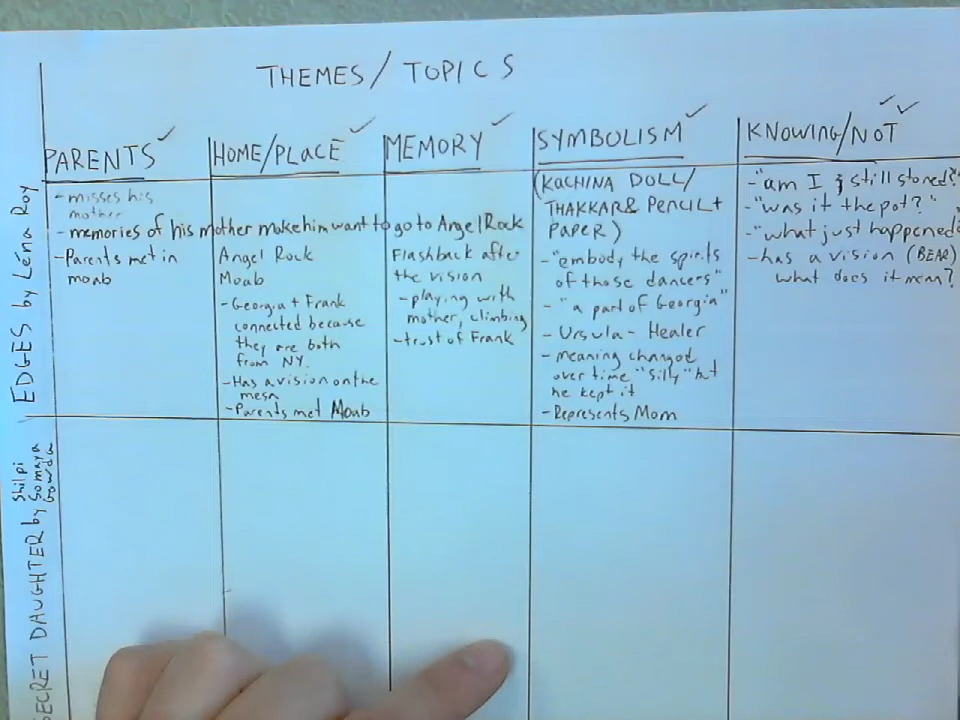 THEMES/TOPICS
PARENTS
HOME/PLACE
MEMORY
SYMBOLISM
KNOWING/NOT
EDGES by Léna Roy
- misses his
mother
- memories of his mother make him want to go to Angel Rock
- Parents met in
moab
Angel Rock
Moab
- Georgia + Frank
connected because
they are both
from NY.
- Has a vision on the
mesa
- Parents met Moab
Flashback after
the vision
- playing with
mother, climbing
- trust of Frank
(KACHINA DOLL/
THAKKAR & PENCIL +
PAPER)
- "embody the spirits
of those dancers"
- "a part of Georgia"
- Ursula - Healer
- meaning changed
over time "silly" but
he kept it
- Represents Mom
- "am I still stoned?"
- "was it the pot?"
- "what just happened?
- has a vision (BEAR)
what does it mean?
SECRET DAUGHTER by Shilpi
Somaya
Gowda